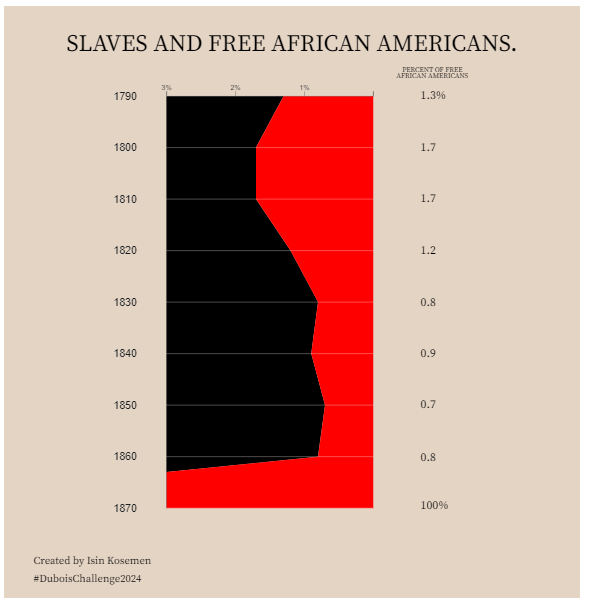 SLAVES AND FREE AFRICAN AMERICANS.
PERCENT OF FREE
AFRICAN AMERICANS
3% 2% 1%
1790 1.3%
1800 1.7
1810 1.7
1820 1.2
1830 0.8
1840 0.9
1850 0.7
1860 0.8
1870 100%
Created by Isin Kosemen
#DuboisChallenge2024